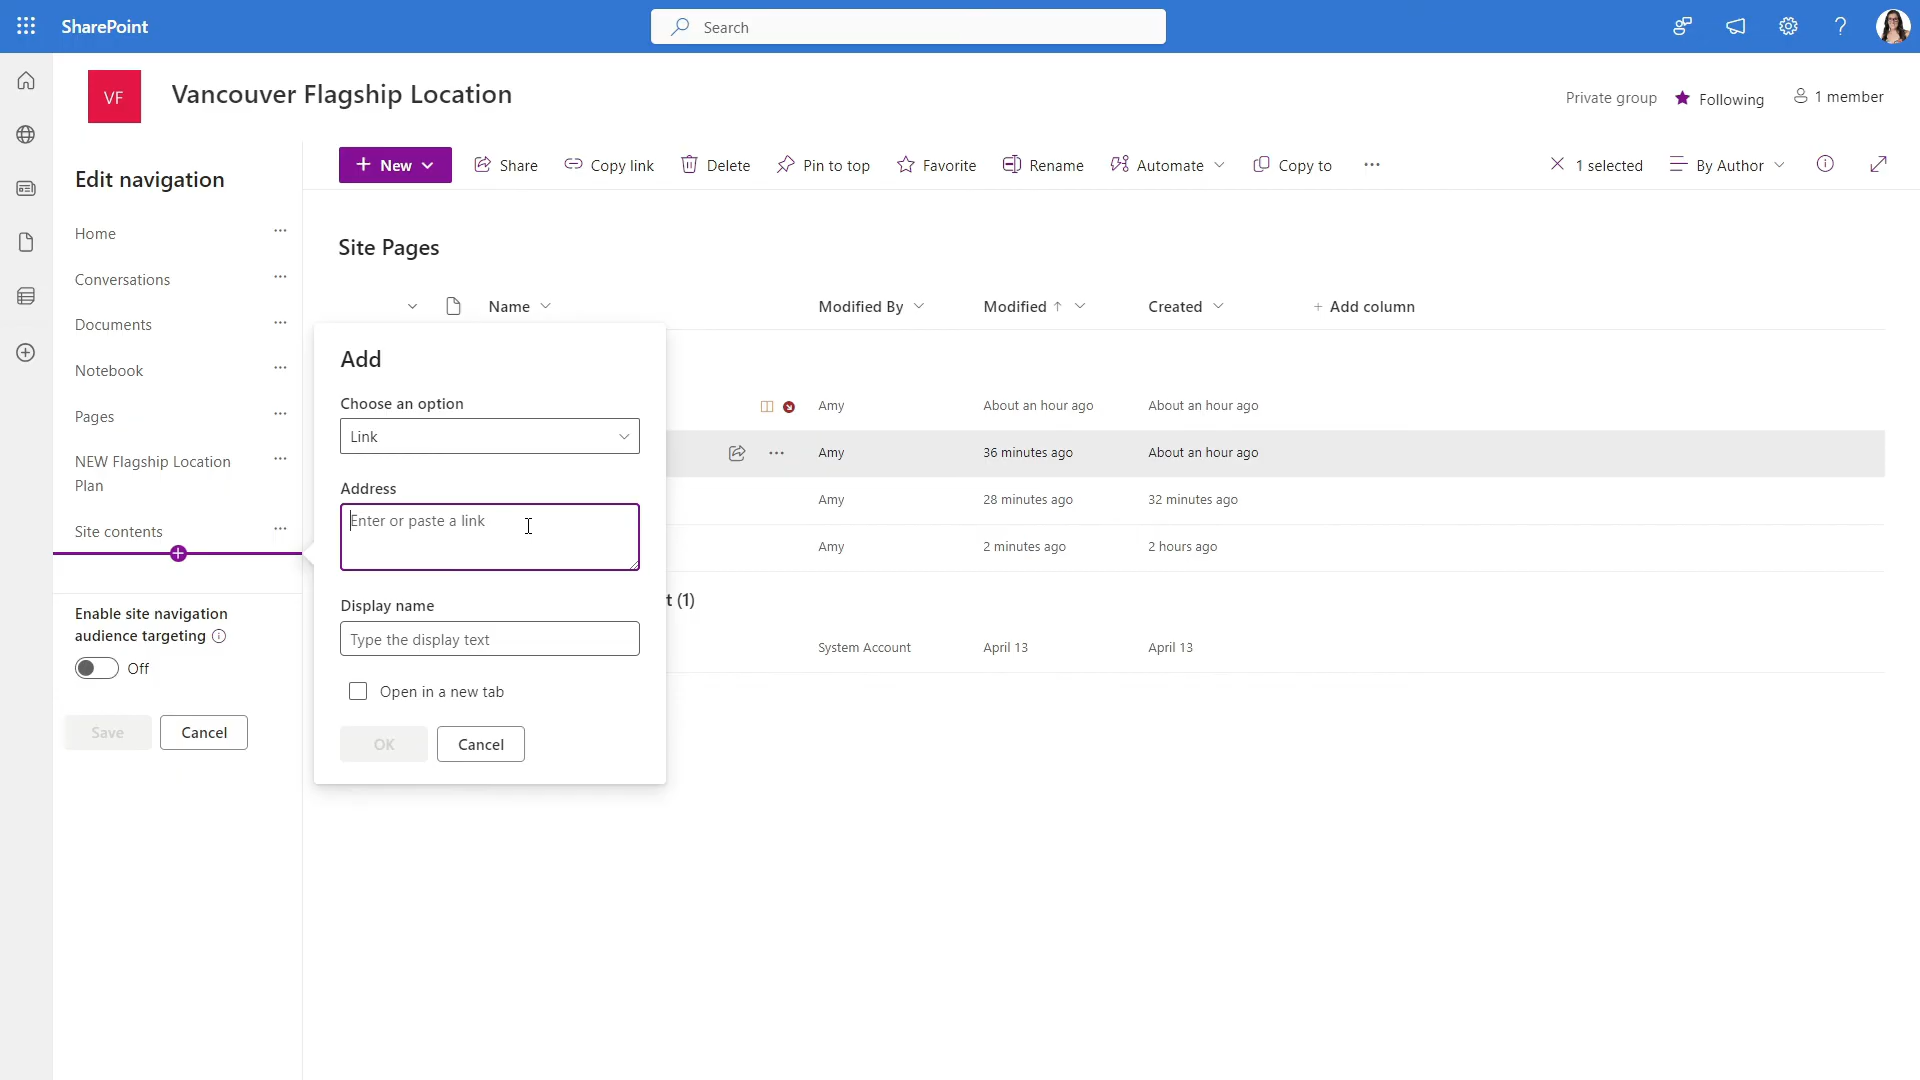 SharePoint
Search
VF
Vancouver Flagship Location
Private group
Following
1 member
Edit navigation
Home
Conversations
Documents
Notebook
Pages
NEW Flagship Location
Plan
Site contents
Enable site navigation
audience targeting
Off
Save
Cancel
New
Share
Copy link
Delete
Pin to top
Favorite
Rename
Automate
Copy to
1 selected
By Author
Site Pages
Name
Modified By
Modified
Created
Add column
Amy
About an hour ago
About an hour ago
Amy
36 minutes ago
About an hour ago
Amy
28 minutes ago
32 minutes ago
Amy
2 minutes ago
2 hours ago
t (1)
System Account
April 13
April 13
Add
Choose an option
Link
Address
Enter or paste a link
Display name
Type the display text
Open in a new tab
OK
Cancel